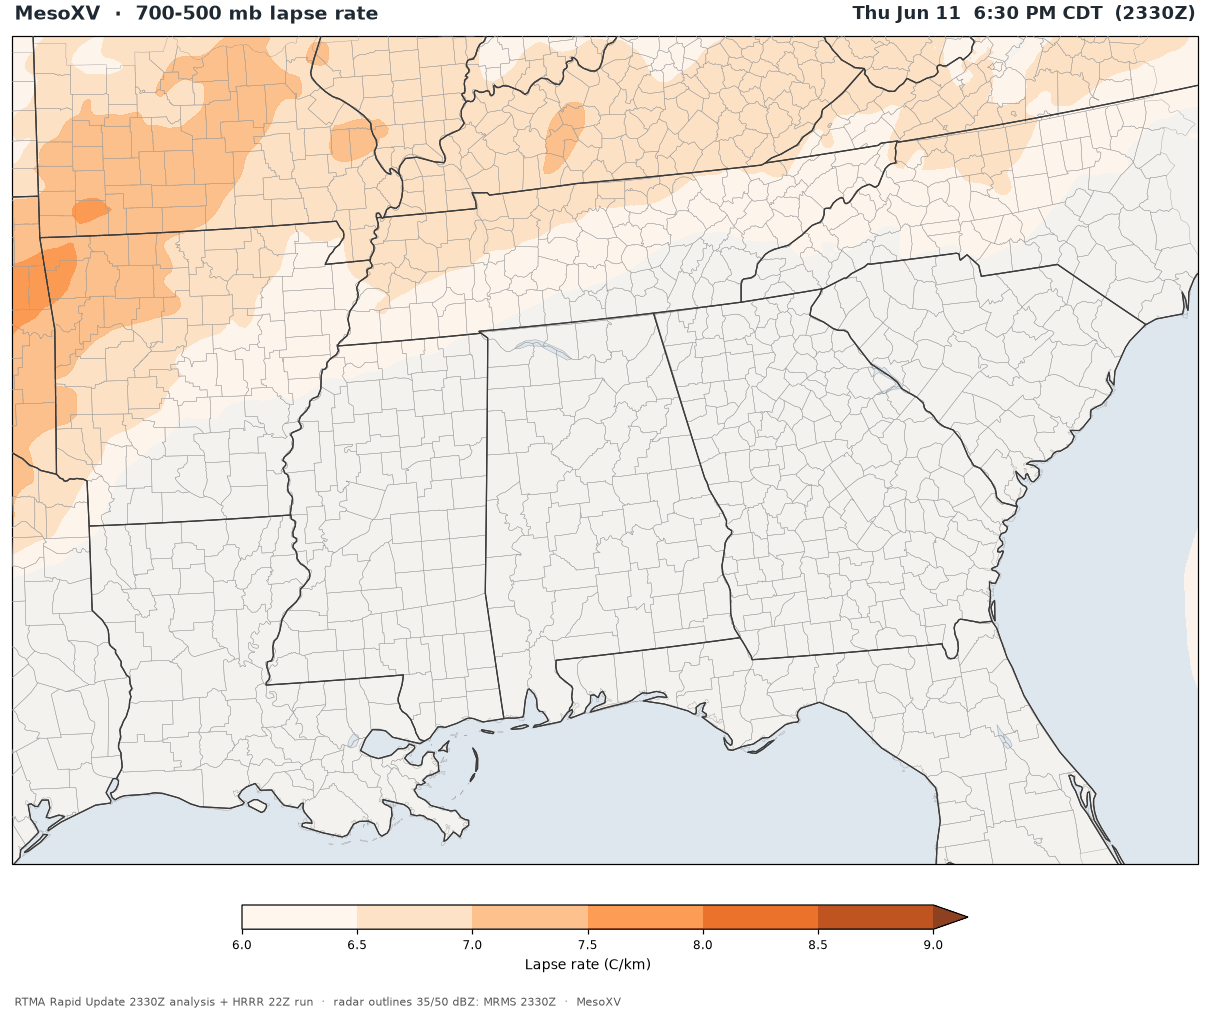 MesoXV · 700-500 mb lapse rate
Thu Jun 11 6:30 PM CDT (2330Z)
6.0 6.5 7.0 7.5 8.0 8.5 9.0
Lapse rate (C/km)
RTMA Rapid Update 2330Z analysis + HRRR 22Z run · radar outlines 35/50 dBZ: MRMS 2330Z · MesoXV